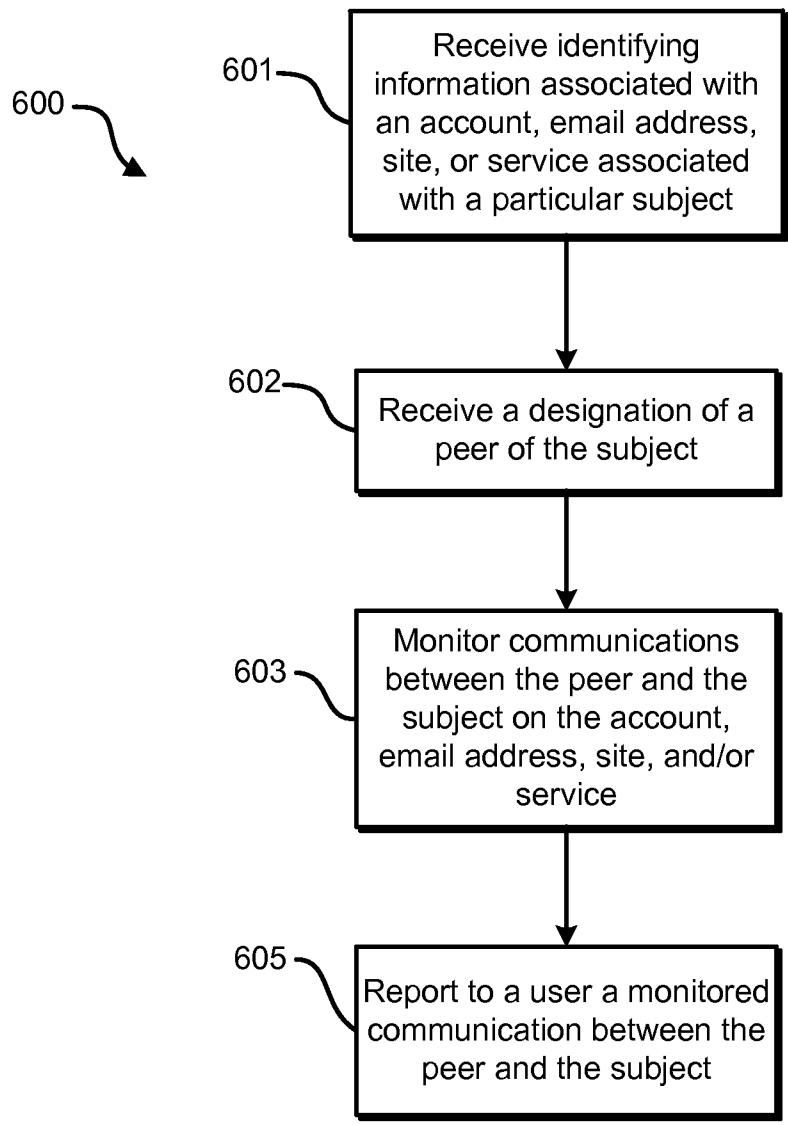 601
Receive identifying
information associated with
an account, email address,
site, or service associated
with a particular subject
600
602
Receive a designation of a
peer of the subject
603
Monitor communications
between the peer and the
subject on the account,
email address, site, and/or
service
605
Report to a user a monitored
communication between the
peer and the subject